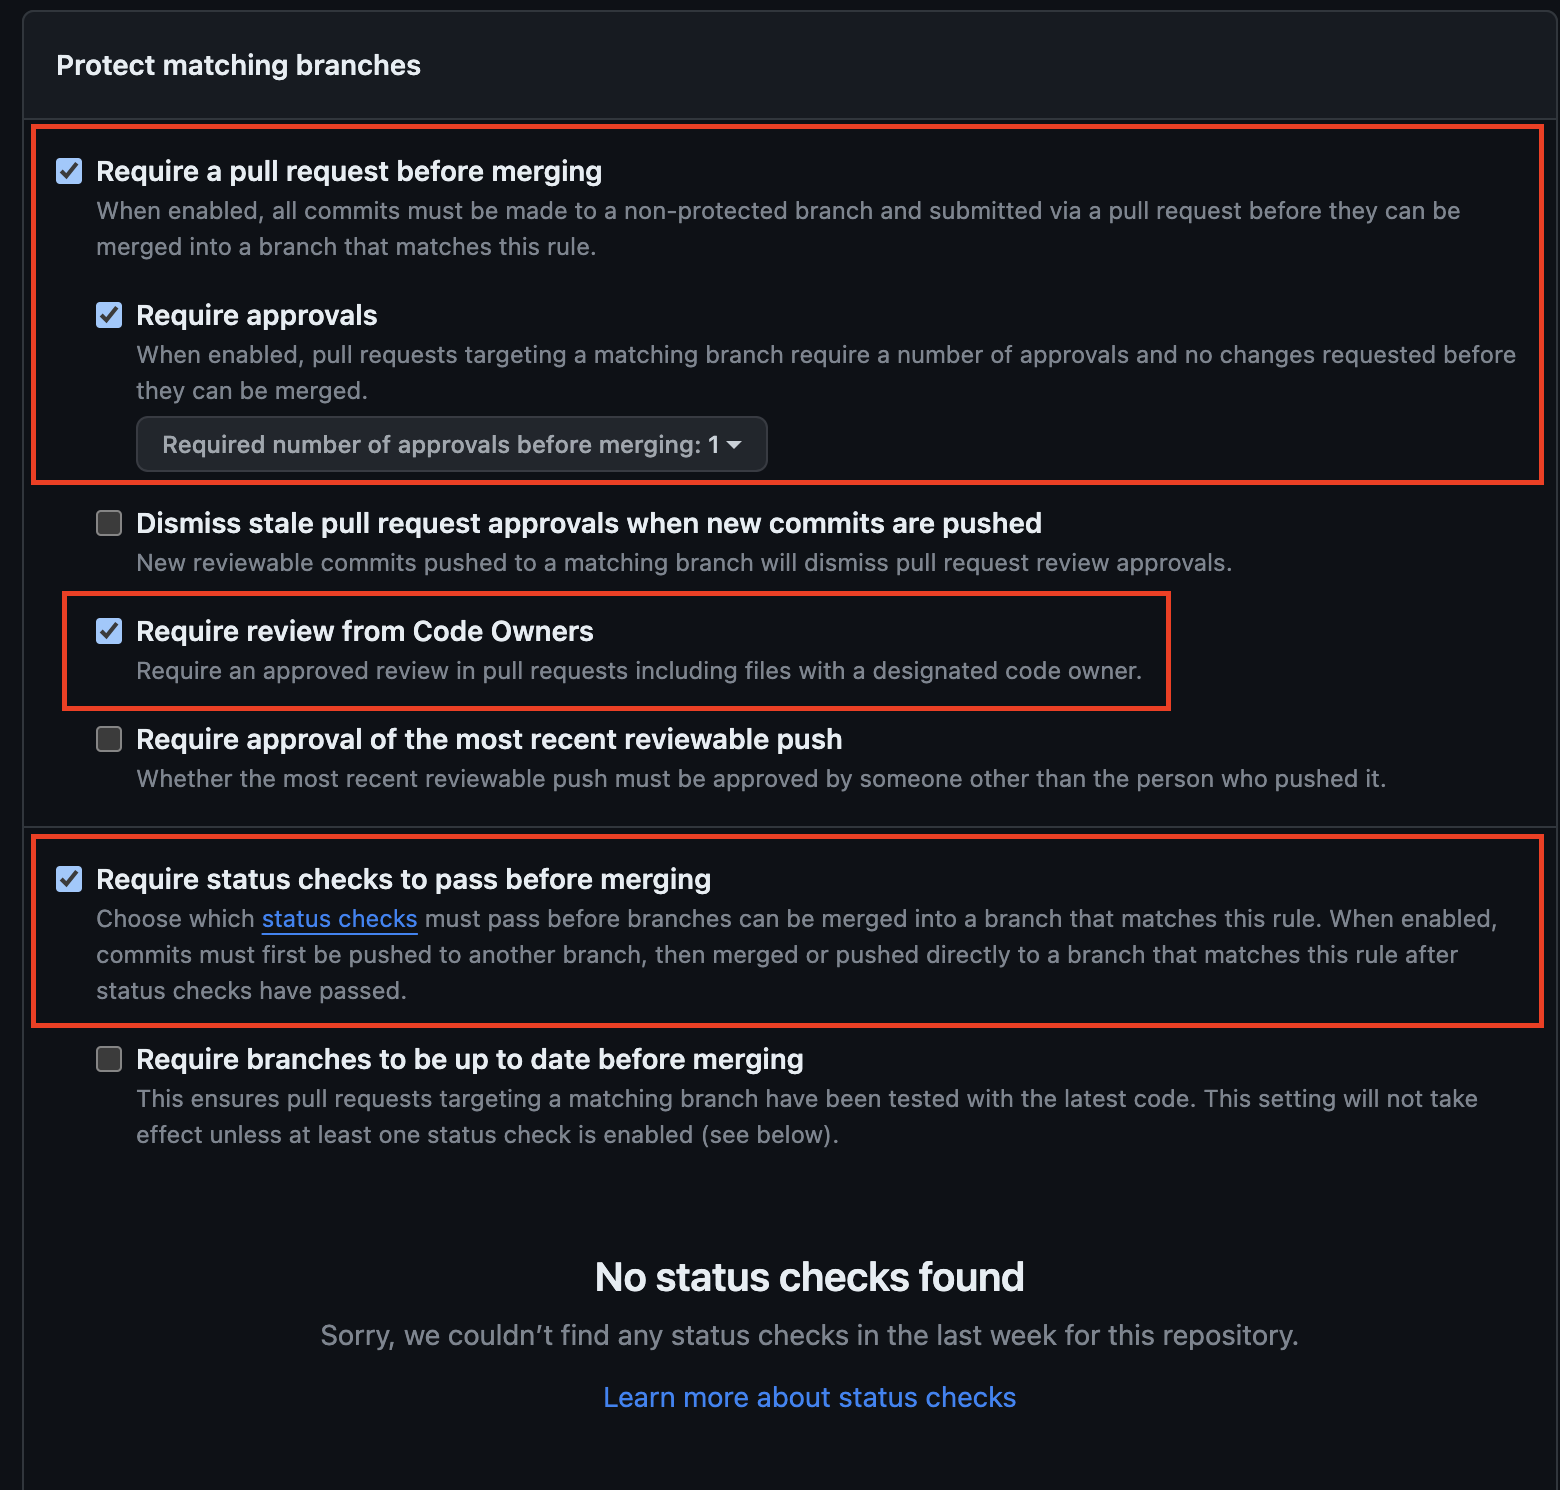 Protect matching branches
Require a pull request before merging
When enabled, all commits must be made to a non-protected branch and submitted via a pull request before they can be
merged into a branch that matches this rule.
Require approvals
When enabled, pull requests targeting a matching branch require a number of approvals and no changes requested before
they can be merged.
Required number of approvals before merging: 1
Dismiss stale pull request approvals when new commits are pushed
New reviewable commits pushed to a matching branch will dismiss pull request review approvals.
Require review from Code Owners
Require an approved review in pull requests including files with a designated code owner.
Require approval of the most recent reviewable push
Whether the most recent reviewable push must be approved by someone other than the person who pushed it.
Require status checks to pass before merging
Choose which status checks must pass before branches can be merged into a branch that matches this rule. When enabled,
commits must first be pushed to another branch, then merged or pushed directly to a branch that matches this rule after
status checks have passed.
Require branches to be up to date before merging
This ensures pull requests targeting a matching branch have been tested with the latest code. This setting will not take
effect unless at least one status check is enabled (see below).
No status checks found
Sorry, we couldn’t find any status checks in the last week for this repository.
Learn more about status checks